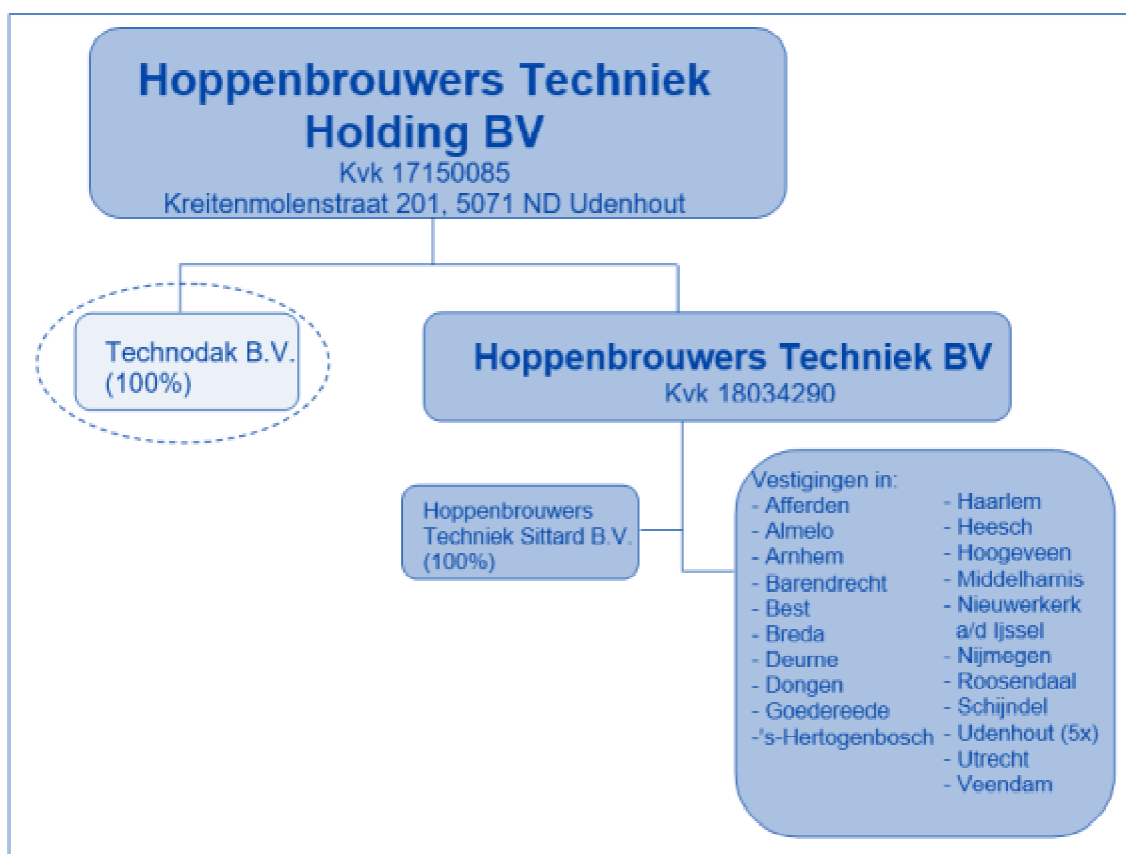 Hoppenbrouwers Techniek
Holding BV
Kvk 17150085
Kreitenmolenstraat 201, 5071 ND Udenhout
Technodak B.V.
(100%)
Hoppenbrouwers Techniek BV
Kvk 18034290
Hoppenbrouwers
Techniek Sittard B.V.
(100%)
Vestigingen in:
- Afferden
- Almelo
- Arnhem
- Barendrecht
- Best
- Breda
- Deurne
- Dongen
- Goedereede
-'s-Hertogenbosch
- Haarlem
- Heesch
- Hoogeveen
- Middelharnis
- Nieuwerkerk
a/d Ijssel
- Nijmegen
- Roosendaal
- Schijndel
- Udenhout (5x)
- Utrecht
- Veendam